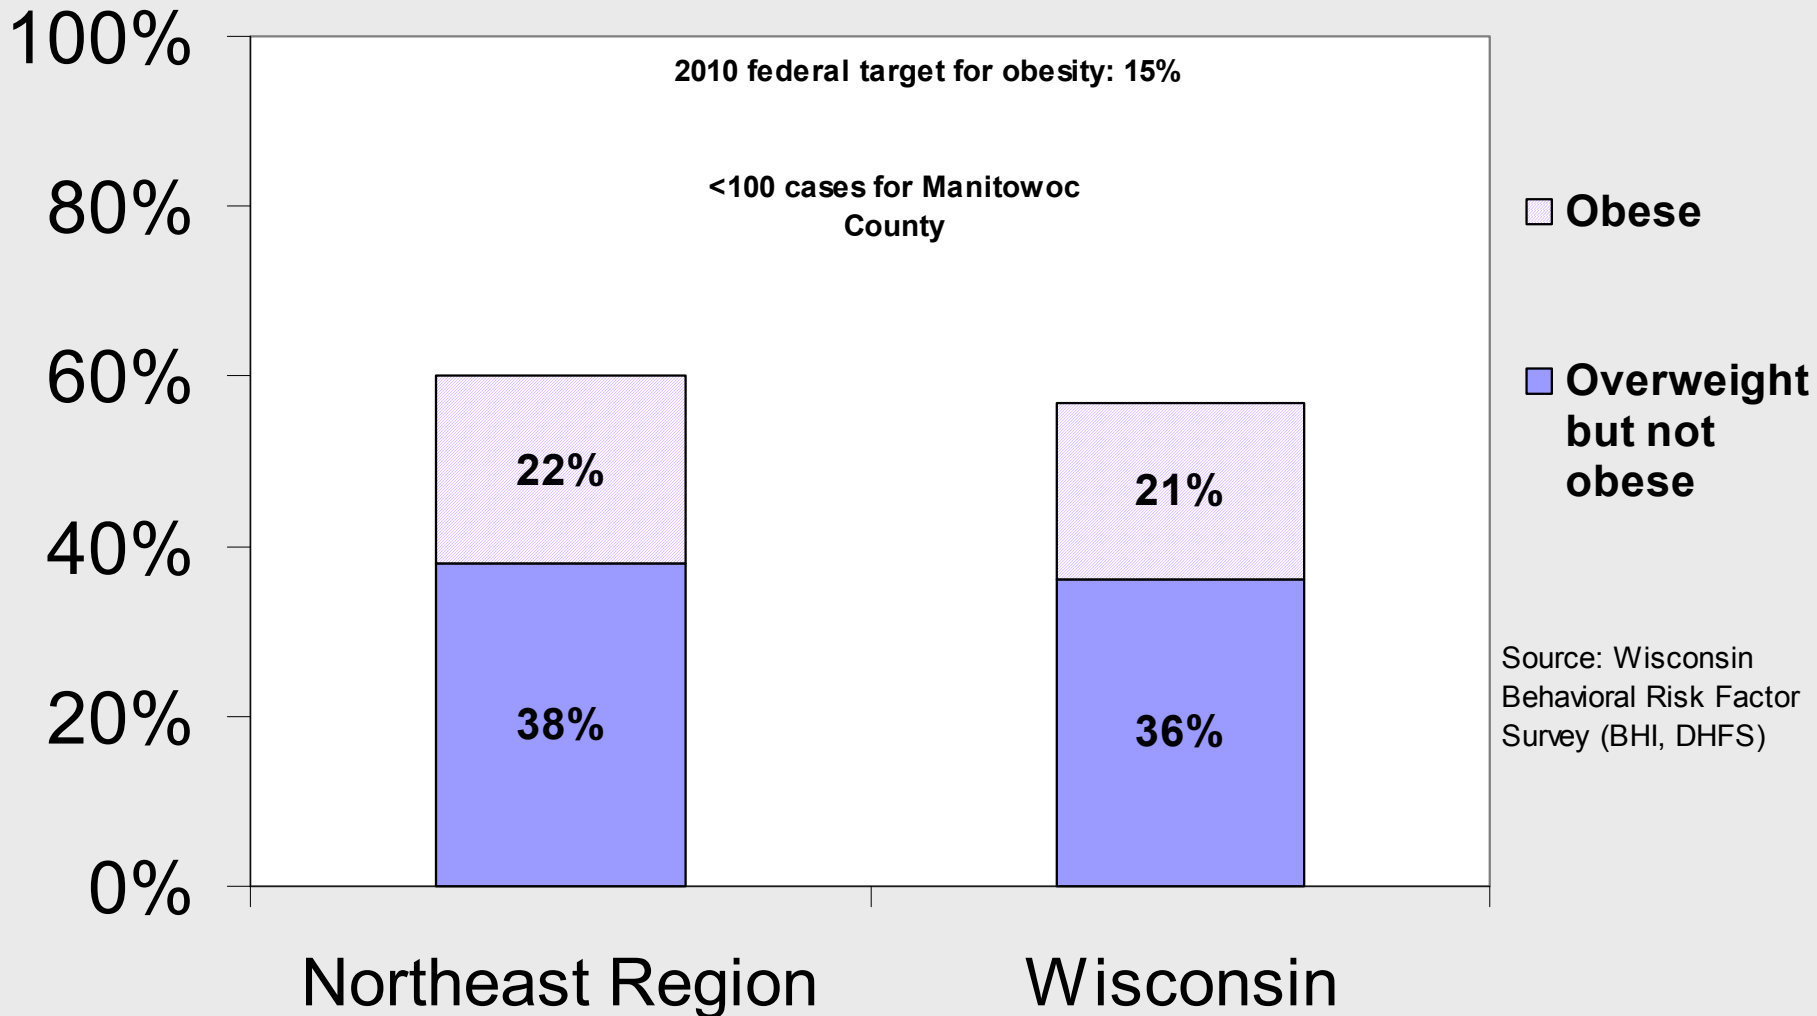 100%
80%
60%
40%
20%
0%
2010 federal target for obesity: 15%
<100 cases for Manitowoc
County
22%
38%
21%
36%
Northeast Region
Wisconsin
Obese
Overweight
but not
obese
Source: Wisconsin
Behavioral Risk Factor
Survey (BHI, DHFS)